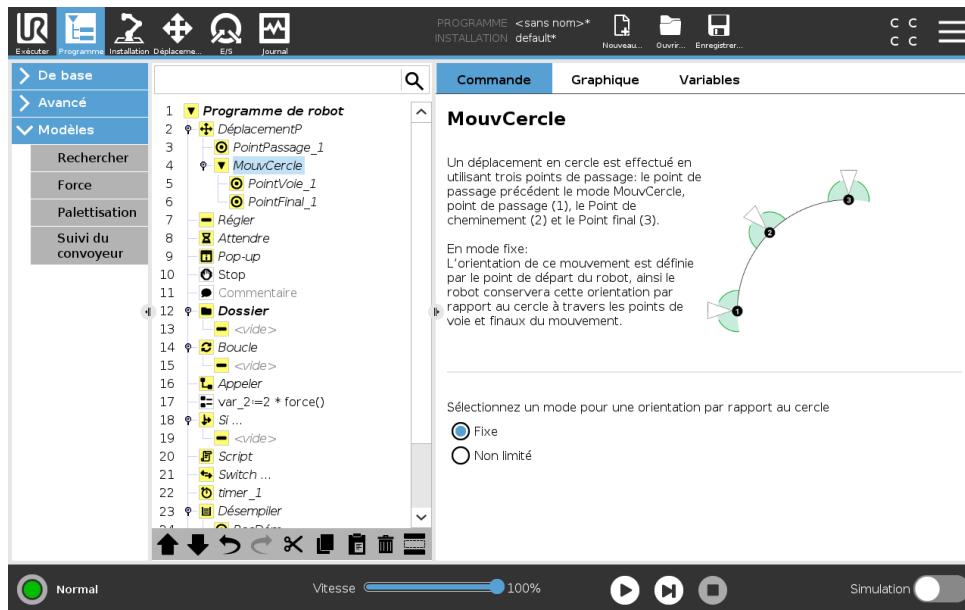 PROGRAMME <sans nom>*
INSTALLATION default*
Exécuter Programme Installation Déplaceme... E/S Journal
Nouveau... Ouvrir... Enregistrer...
C C
C C
De base
Avancé
Modèles
Rechercher
Force
Palettisation
Suivi du
convoyeur
1 Programme de robot
2 DéplacementP
3 PointPassage_1
4 MouvCercle
5 PointVoie_1
6 PointFinal_1
7 Régler
8 Attendre
9 Pop-up
10 Stop
11 Commentaire
12 Dossier
13 <vide>
14 Boucle
15 <vide>
16 Appeler
17 var_2:=2 * force()
18 Si ...
19 <vide>
20 Script
21 Switch ...
22 timer_1
23 Désempiler
Commande Graphique Variables
MouvCercle
Un déplacement en cercle est effectué en
utilisant trois points de passage: le point de
passage précédent le mode MouvCercle,
point de passage (1), le Point de
cheminement (2) et le Point final (3).
En mode fixe:
L'orientation de ce mouvement est définie
par le point de départ du robot, ainsi le
robot conservera cette orientation par
rapport au cercle à travers les points de
voie et finaux du mouvement.
3
2
1
Sélectionnez un mode pour une orientation par rapport au cercle
Fixe
Non limité
Normal
Vitesse 100%
Simulation